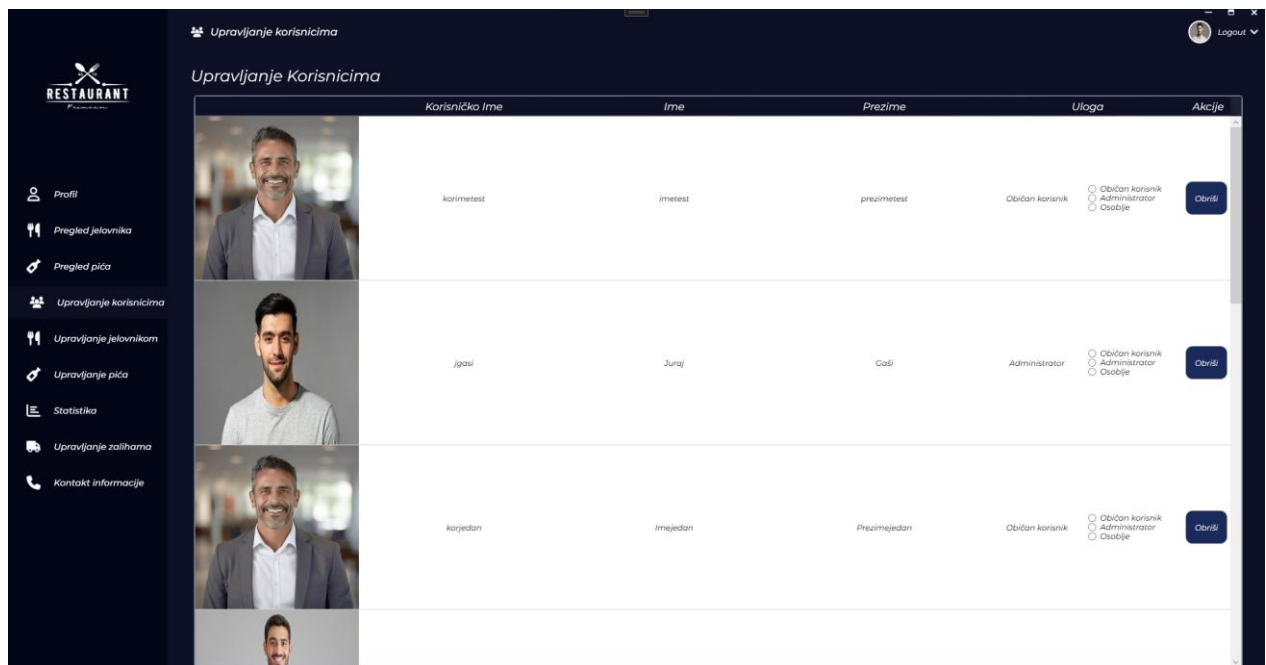 Upravljanje korisnicima
Logout
RESTAURANT
Premium
Upravljanje Korisnicima
Korisničko Ime Ime Prezime Uloga Akcije
Profil
Pregled jelovnika
Pregled pića
Upravljanje korisnicima
Upravljanje jelovnikom
Upravljanje pića
Statistika
Upravljanje zalihama
Kontakt informacije
korimetest imetest prezimetest Običan korisnik
Običan korisnik
Administrator
Osoblje
Obriši
jgasi Juraj Gaši Administrator
Običan korisnik
Administrator
Osoblje
Obriši
korjedan Imejedan Prezimejedan Običan korisnik
Običan korisnik
Administrator
Osoblje
Obriši